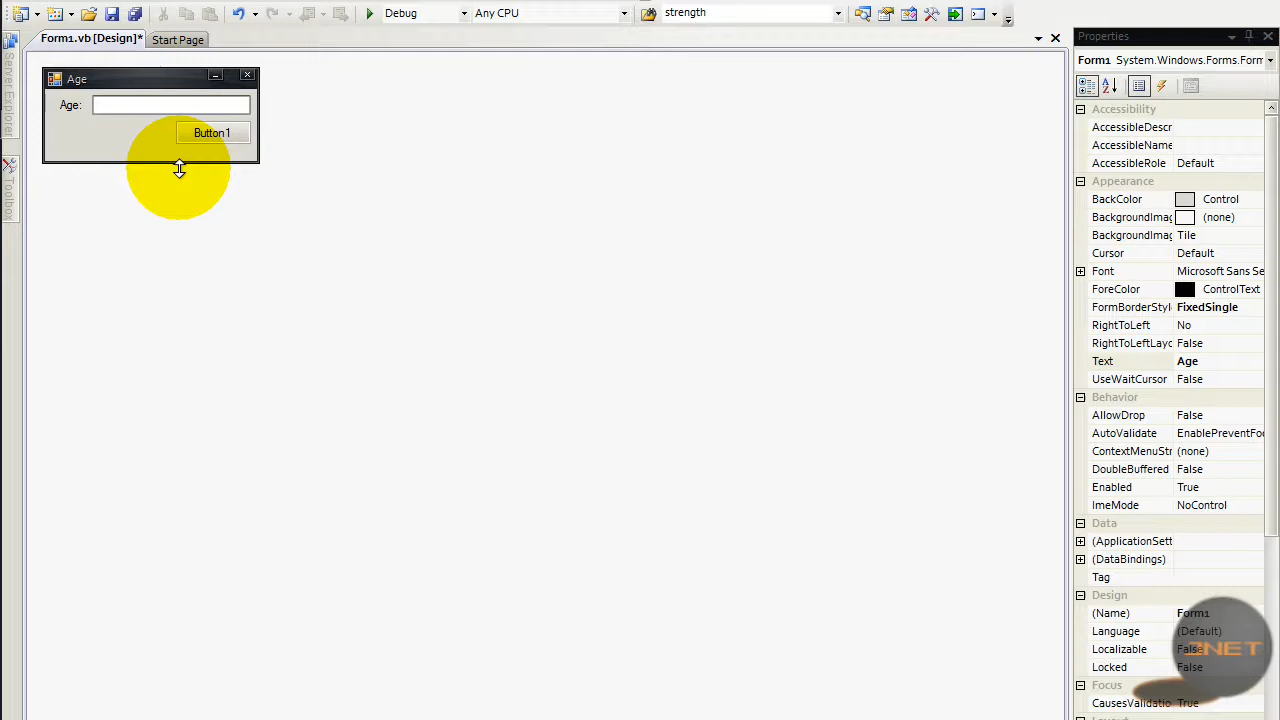 Debug Any CPU strength
Form1.vb [Design]* Start Page
Properties
Form1 System.Windows.Forms.Form
Server Explorer
Toolbox
Age
Age:
Button1
Accessibility
AccessibleDescr
AccessibleName
AccessibleRole Default
Appearance
BackColor Control
BackgroundImag (none)
BackgroundImag Tile
Cursor Default
Font Microsoft Sans Se
ForeColor ControlText
FormBorderStyl FixedSingle
RightToLeft No
RightToLeftLayc False
Text Age
UseWaitCursor False
Behavior
AllowDrop False
AutoValidate EnablePreventFo
ContextMenuStr (none)
DoubleBuffered False
Enabled True
ImeMode NoControl
Data
(ApplicationSett
(DataBindings)
Tag
Design
(Name) Form1
Language (Default)
Localizable False
Locked False
Focus
CausesValidatio True